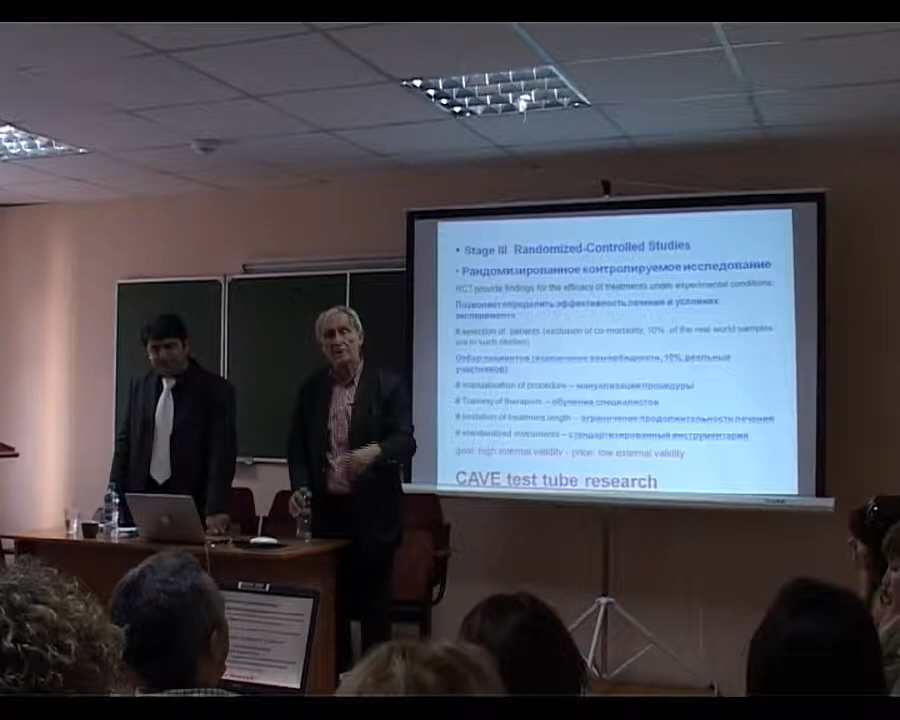 • Stage III Randomized-Controlled Studies
• Рандомизированное контролируемое исследование
RCT provide findings for the efficacy of treatments under experimental conditions:
Позволяет определить эффективность лечения в условиях
эксперимента
# selection of patients (exclusion of co-morbidity, 10% of the real world samples
are in such studies)
Отбор пациентов (исключение коморбидности, 10% реальные
участников)
# manualisation of procedure – мануализация процедуры
# Training of therapists – обучение специалистов
# limitation of treatment length – ограничение продолжительности лечения
# standardized instruments – стандартизированный инструментарий
goal: high internal validity - price: low external validity
CAVE test tube research